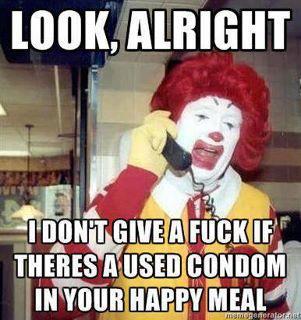 LOOK, ALRIGHT
I DON'T GIVE A FUCK IF
THERES A USED CONDOM
IN YOUR HAPPY MEAL
memegenerator.net